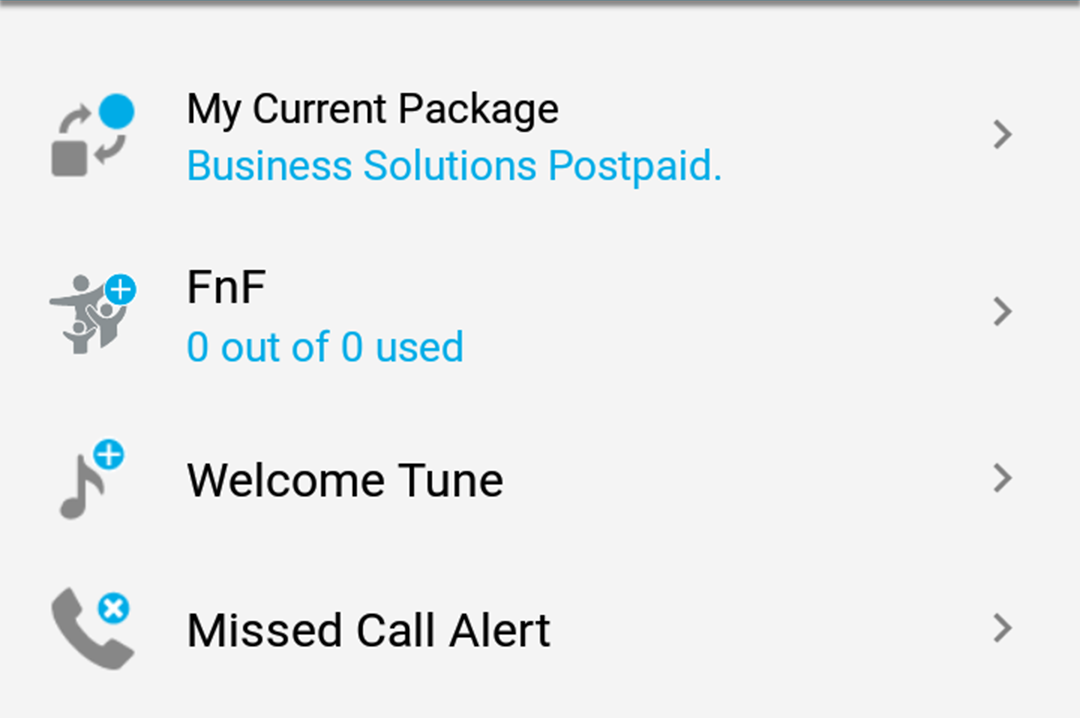 My Current Package
Business Solutions Postpaid.
FnF
0 out of 0 used
Welcome Tune
Missed Call Alert